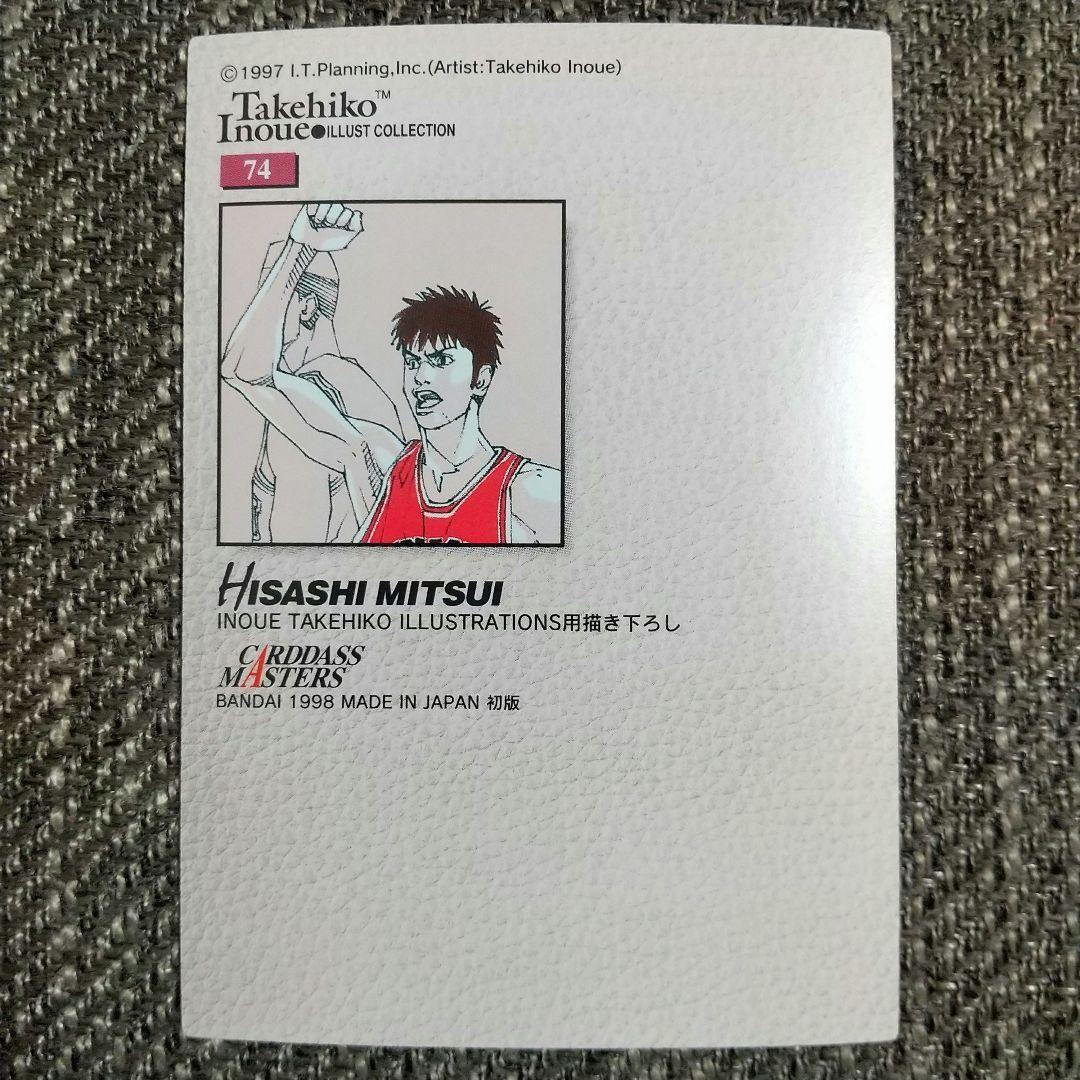 ©1997 I.T.Planning,Inc.(Artist:Takehiko Inoue)
Takehiko™
Inoue●ILLUST COLLECTION
74
HISASHI MITSUI
INOUE TAKEHIKO ILLUSTRATIONS用描き下ろし
CARDDASS
MASTERS
BANDAI 1998 MADE IN JAPAN 初版